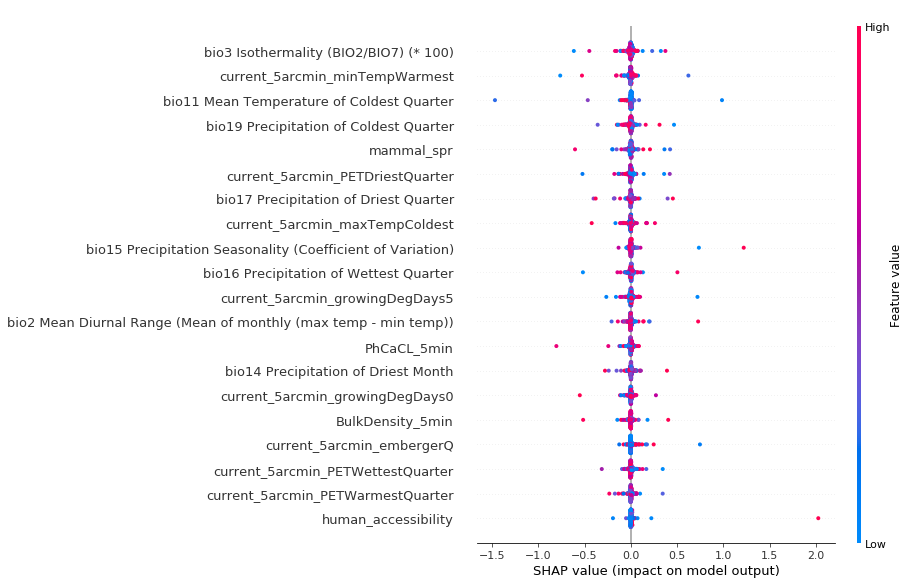 High
bio3 Isothermality (BIO2/BIO7) (* 100)
current_5arcmin_minTempWarmest
bio11 Mean Temperature of Coldest Quarter
bio19 Precipitation of Coldest Quarter
mammal_spr
current_5arcmin_PETDriestQuarter
bio17 Precipitation of Driest Quarter
current_5arcmin_maxTempColdest
bio15 Precipitation Seasonality (Coefficient of Variation)
bio16 Precipitation of Wettest Quarter
current_5arcmin_growingDegDays5
bio2 Mean Diurnal Range (Mean of monthly (max temp - min temp))
PhCaCL_5min
bio14 Precipitation of Driest Month
current_5arcmin_growingDegDays0
BulkDensity_5min
current_5arcmin_embergerQ
current_5arcmin_PETWettestQuarter
current_5arcmin_PETWarmestQuarter
human_accessibility
Feature value
Low
−1.5 −1.0 −0.5 0.0 0.5 1.0 1.5 2.0
SHAP value (impact on model output)